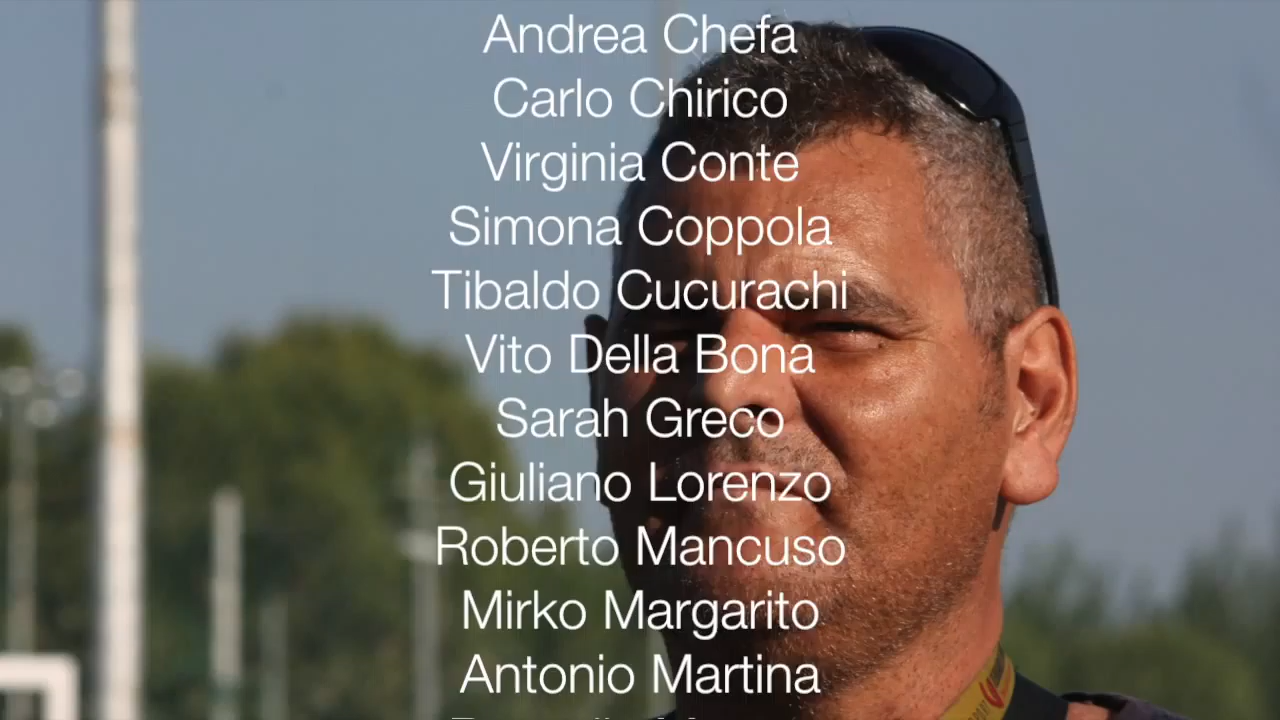 Andrea Chefa
Carlo Chirico
Virginia Conte
Simona Coppola
Tibaldo Cucurachi
Vito Della Bona
Sarah Greco
Giuliano Lorenzo
Roberto Mancuso
Mirko Margarito
Antonio Martina